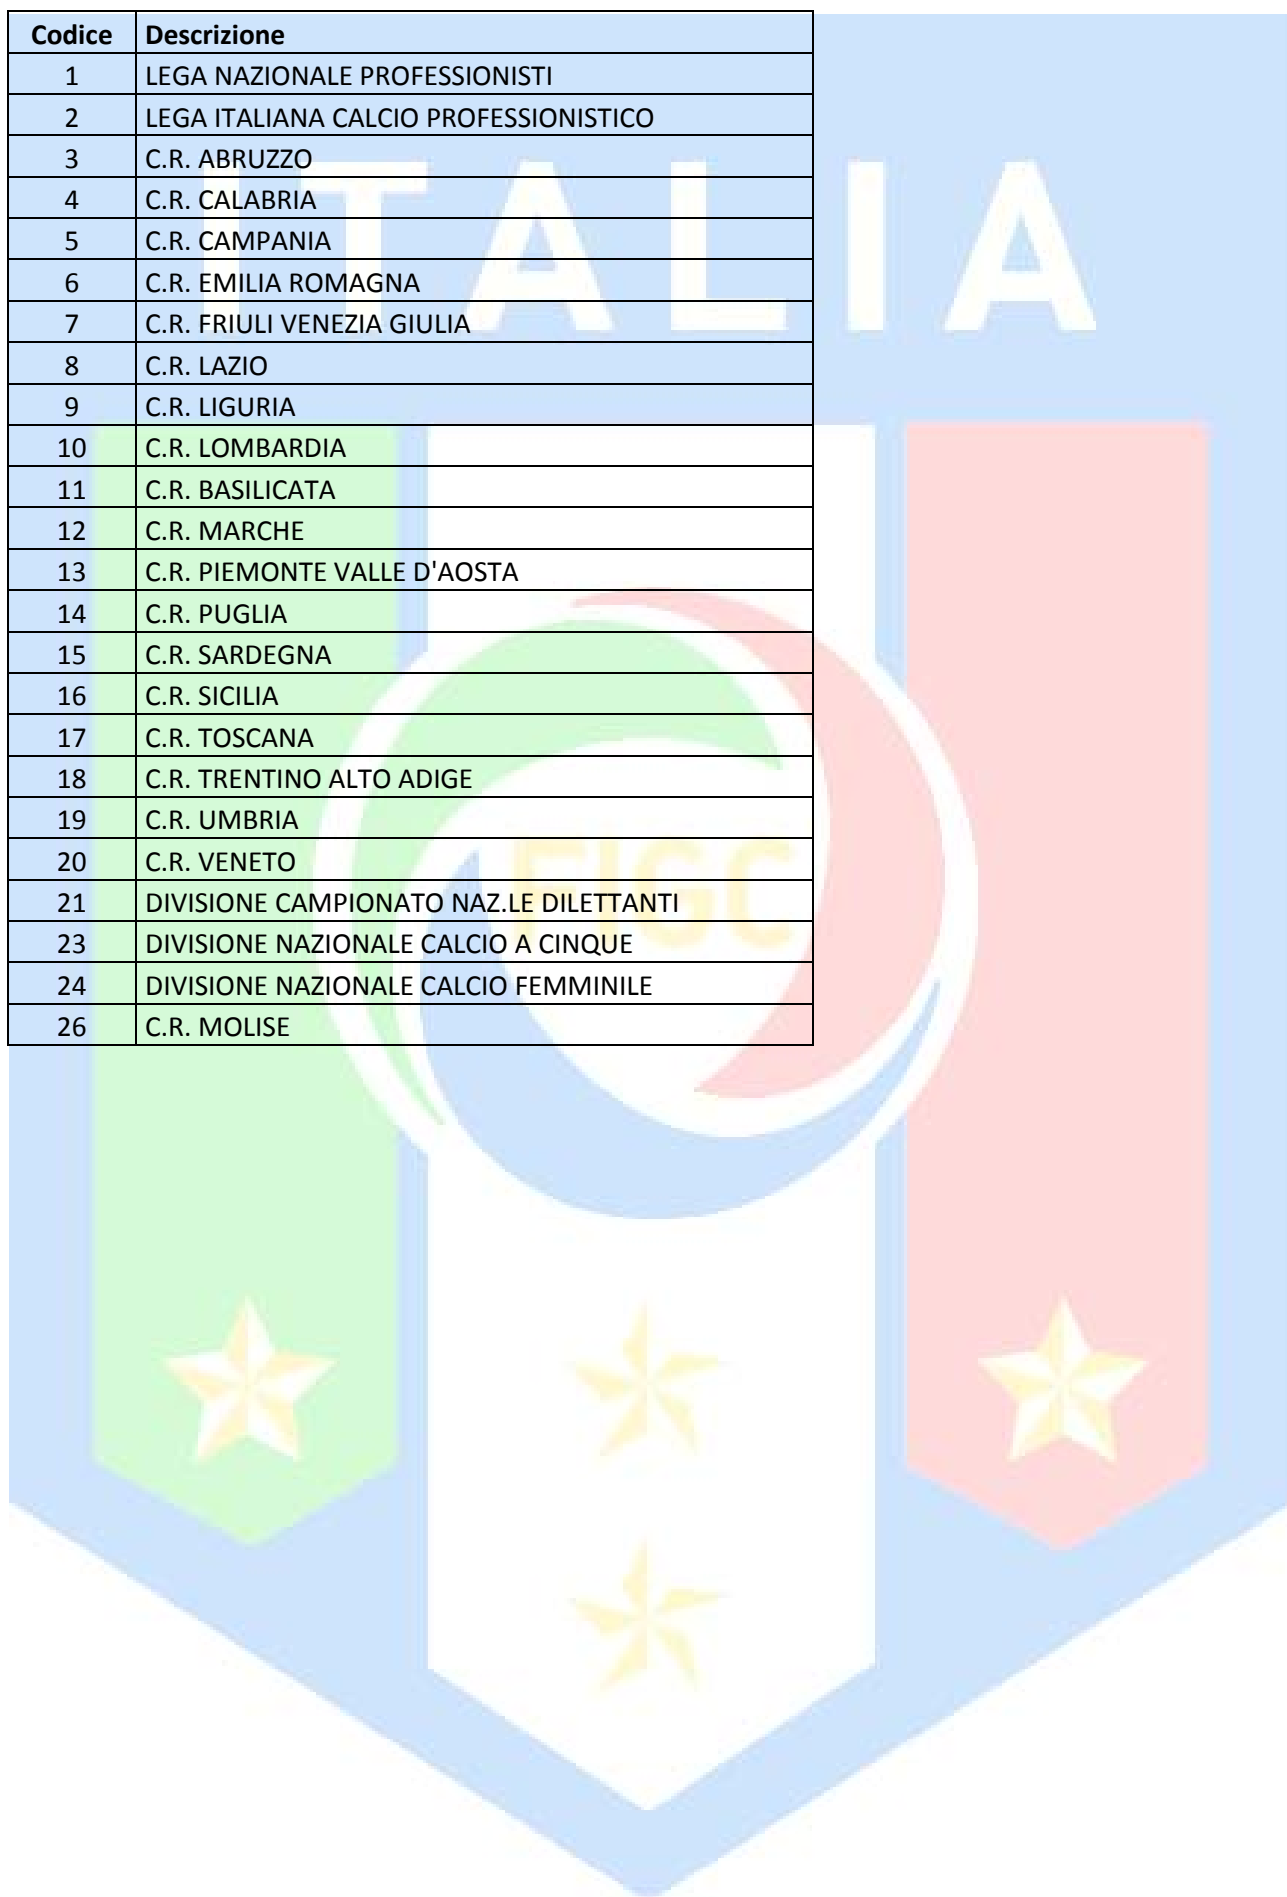 Codice Descrizione
1 LEGA NAZIONALE PROFESSIONISTI
2 LEGA ITALIANA CALCIO PROFESSIONISTICO
3 C.R. ABRUZZO
4 C.R. CALABRIA
5 C.R. CAMPANIA
6 C.R. EMILIA ROMAGNA
7 C.R. FRIULI VENEZIA GIULIA
8 C.R. LAZIO
9 C.R. LIGURIA
10 C.R. LOMBARDIA
11 C.R. BASILICATA
12 C.R. MARCHE
13 C.R. PIEMONTE VALLE D'AOSTA
14 C.R. PUGLIA
15 C.R. SARDEGNA
16 C.R. SICILIA
17 C.R. TOSCANA
18 C.R. TRENTINO ALTO ADIGE
19 C.R. UMBRIA
20 C.R. VENETO
21 DIVISIONE CAMPIONATO NAZ.LE DILETTANTI
23 DIVISIONE NAZIONALE CALCIO A CINQUE
24 DIVISIONE NAZIONALE CALCIO FEMMINILE
26 C.R. MOLISE
ITALIA
FIGC